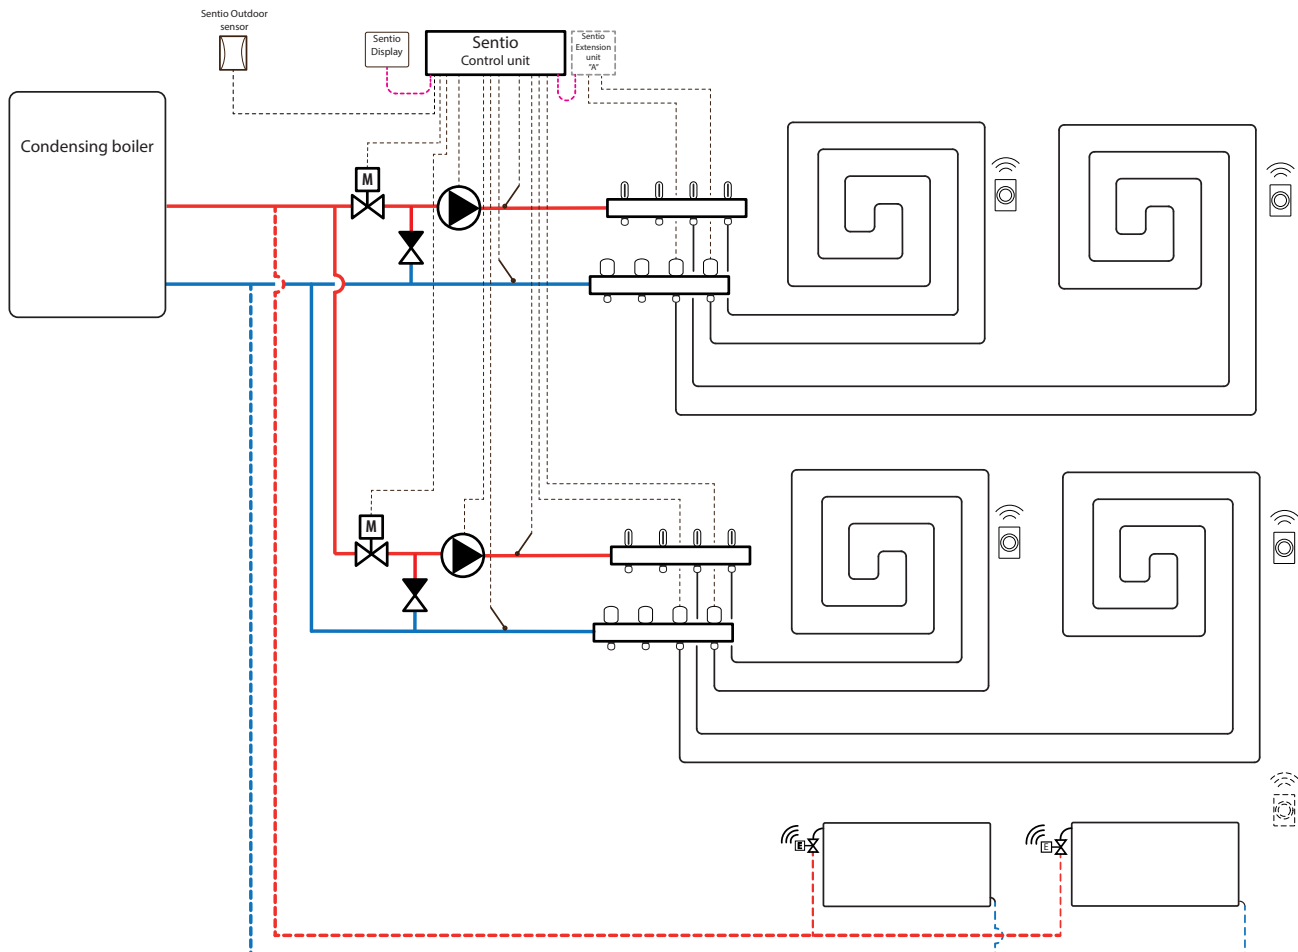 Sentio Outdoor
sensor
Sentio
Display
Sentio
Control unit
Sentio
Extension
unit
"A"
Condensing boiler
M
M
E
E